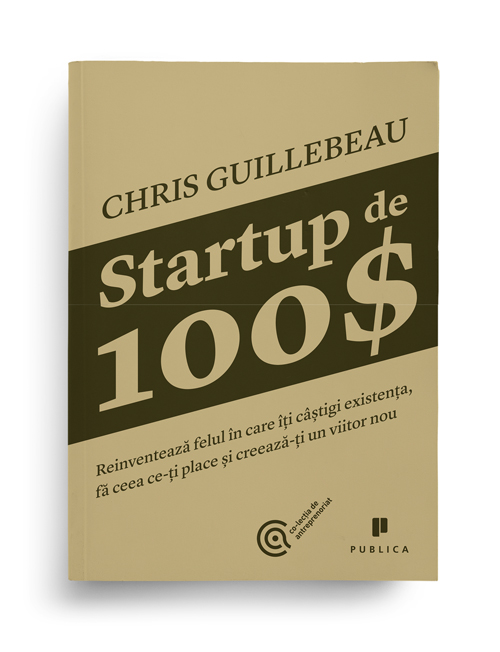 CHRIS GUILLEBEAU
Startup de
100$
Reinventează felul în care îți câștigi existența,
fă ceea ce-ți place și creează-ți un viitor nou
co-lecția de
antreprenoriat
PUBLICA